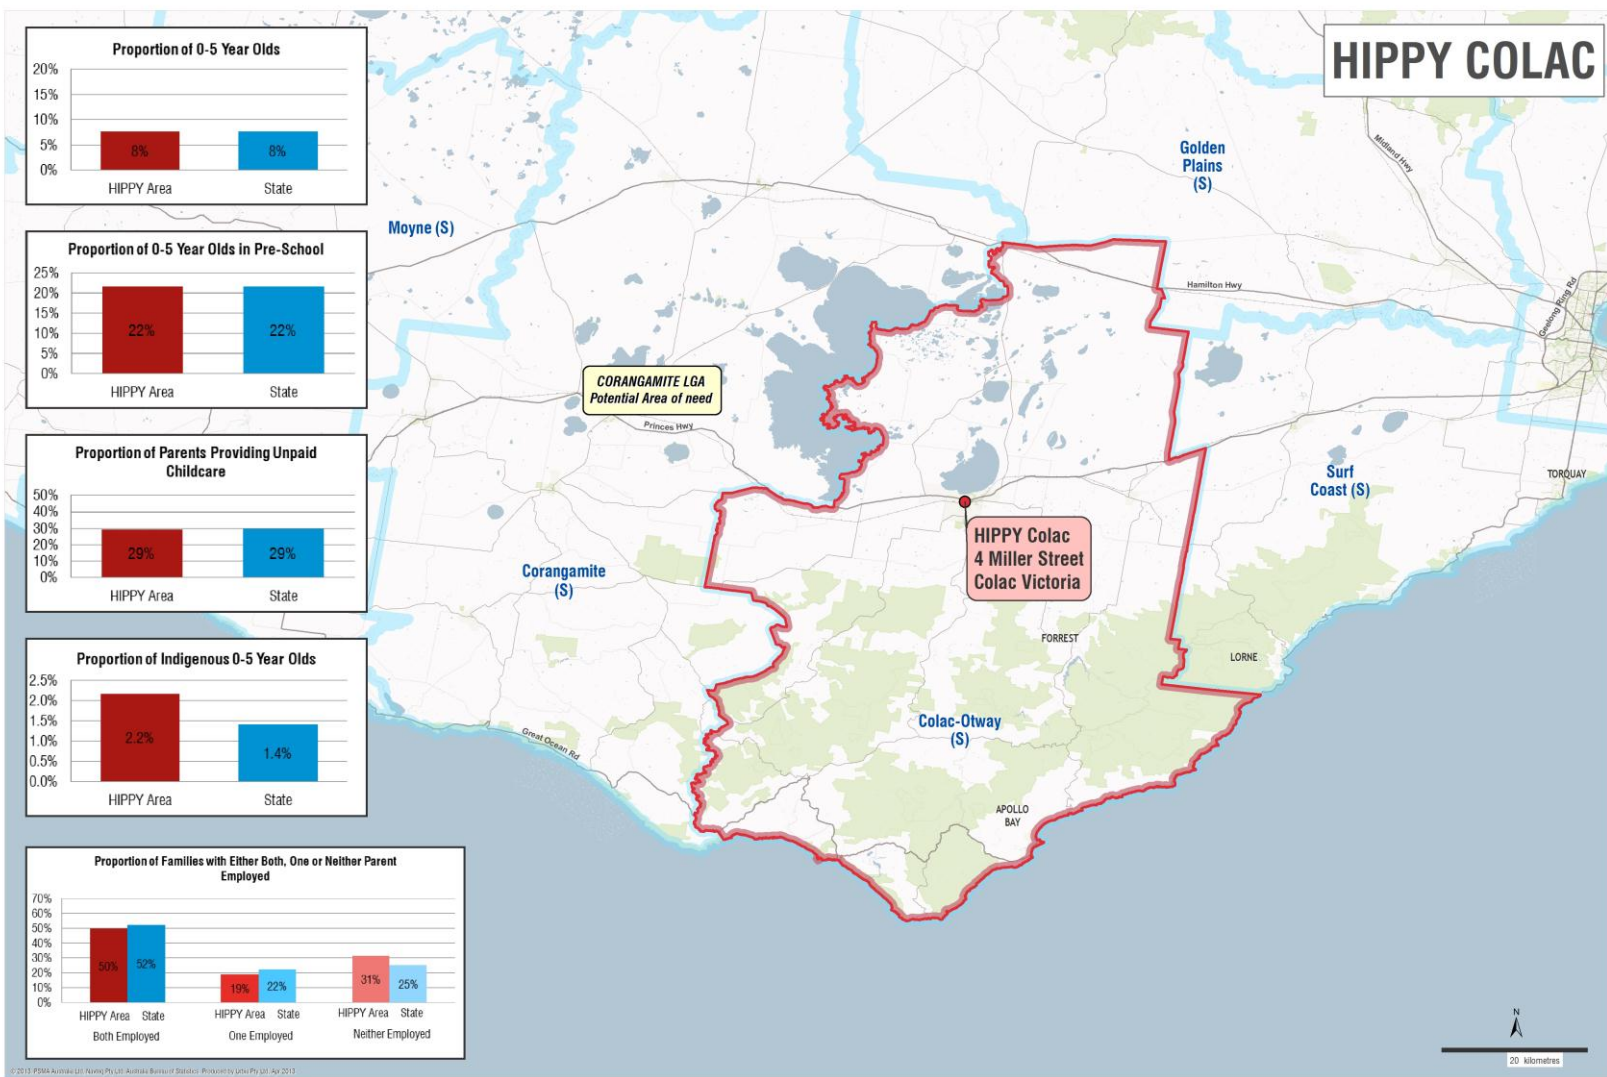 HIPPY COLAC
Proportion of 0-5 Year Olds
20%
15%
10%
5%
0%
8%
8%
HIPPY Area
State
Proportion of 0-5 Year Olds in Pre-School
25%
20%
15%
10%
5%
0%
22%
22%
HIPPY Area
State
Proportion of Parents Providing Unpaid
Childcare
50%
40%
30%
20%
10%
0%
29%
29%
HIPPY Area
State
Proportion of Indigenous 0-5 Year Olds
2.5%
2.0%
1.5%
1.0%
0.5%
0.0%
2.2%
1.4%
HIPPY Area
State
Proportion of Families with Either Both, One or Neither Parent
Employed
70%
60%
50%
40%
30%
20%
10%
0%
50%
52%
19%
22%
31%
25%
HIPPY Area State
HIPPY Area State
HIPPY Area State
Both Employed
One Employed
Neither Employed
Moyne (S)
Golden
Plains
(S)
Midland Hwy
Hamilton Hwy
Geelong Ring Rd
CORANGAMITE LGA
Potential Area of need
Princes Hwy
Surf
Coast (S)
TORQUAY
HIPPY Colac
4 Miller Street
Colac Victoria
Corangamite
(S)
FORREST
LORNE
Colac-Otway
(S)
Great Ocean Rd
APOLLO
BAY
N
20 kilometres